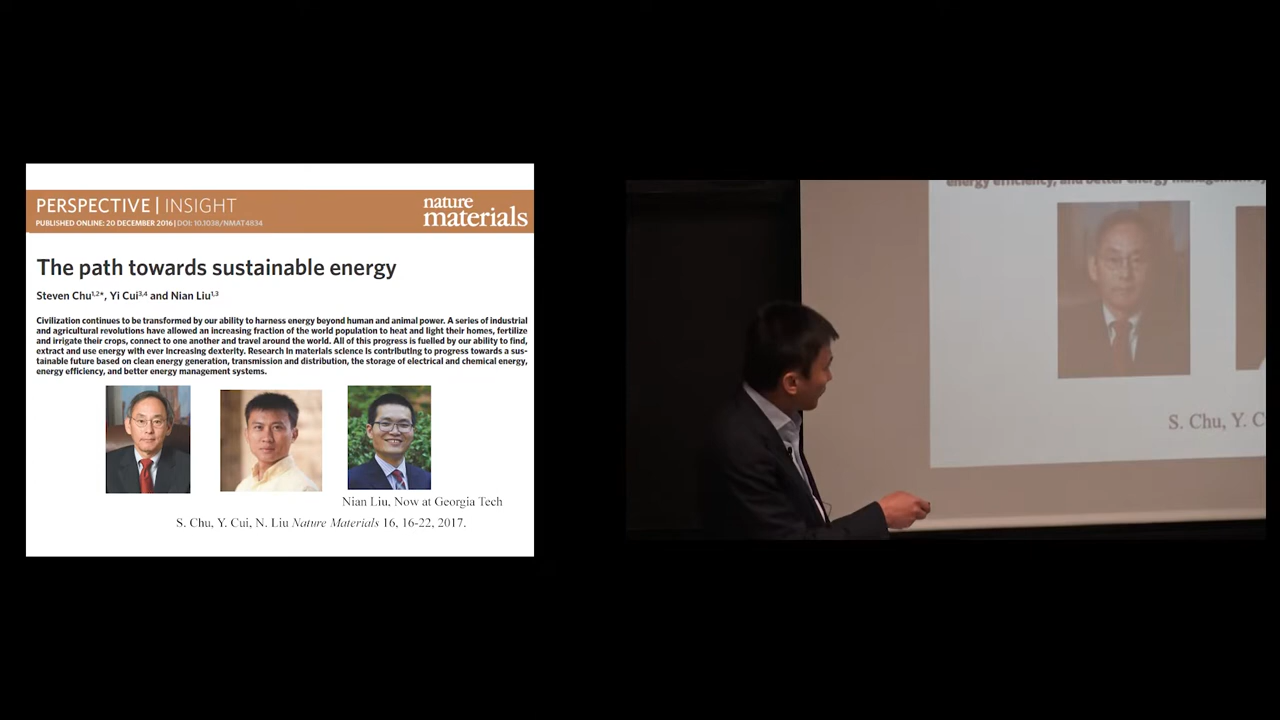 PERSPECTIVE | INSIGHT
nature
materials
PUBLISHED ONLINE: 20 DECEMBER 2016 | DOI: 10.1038/NMAT4834
The path towards sustainable energy
Steven Chu1,2*, Yi Cui3,4 and Nian Liu1,3
Civilization continues to be transformed by our ability to harness energy beyond human and animal power. A series of industrial
and agricultural revolutions have allowed an increasing fraction of the world population to heat and light their homes, fertilize
and irrigate their crops, connect to one another and travel around the world. All of this progress is fuelled by our ability to find,
extract and use energy with ever increasing dexterity. Research in materials science is contributing to progress towards a sus-
tainable future based on clean energy generation, transmission and distribution, the storage of electrical and chemical energy,
energy efficiency, and better energy management systems.
Nian Liu, Now at Georgia Tech
S. Chu, Y. Cui, N. Liu Nature Materials 16, 16-22, 2017.
energy efficiency, and better energy management
S. Chu, Y. C